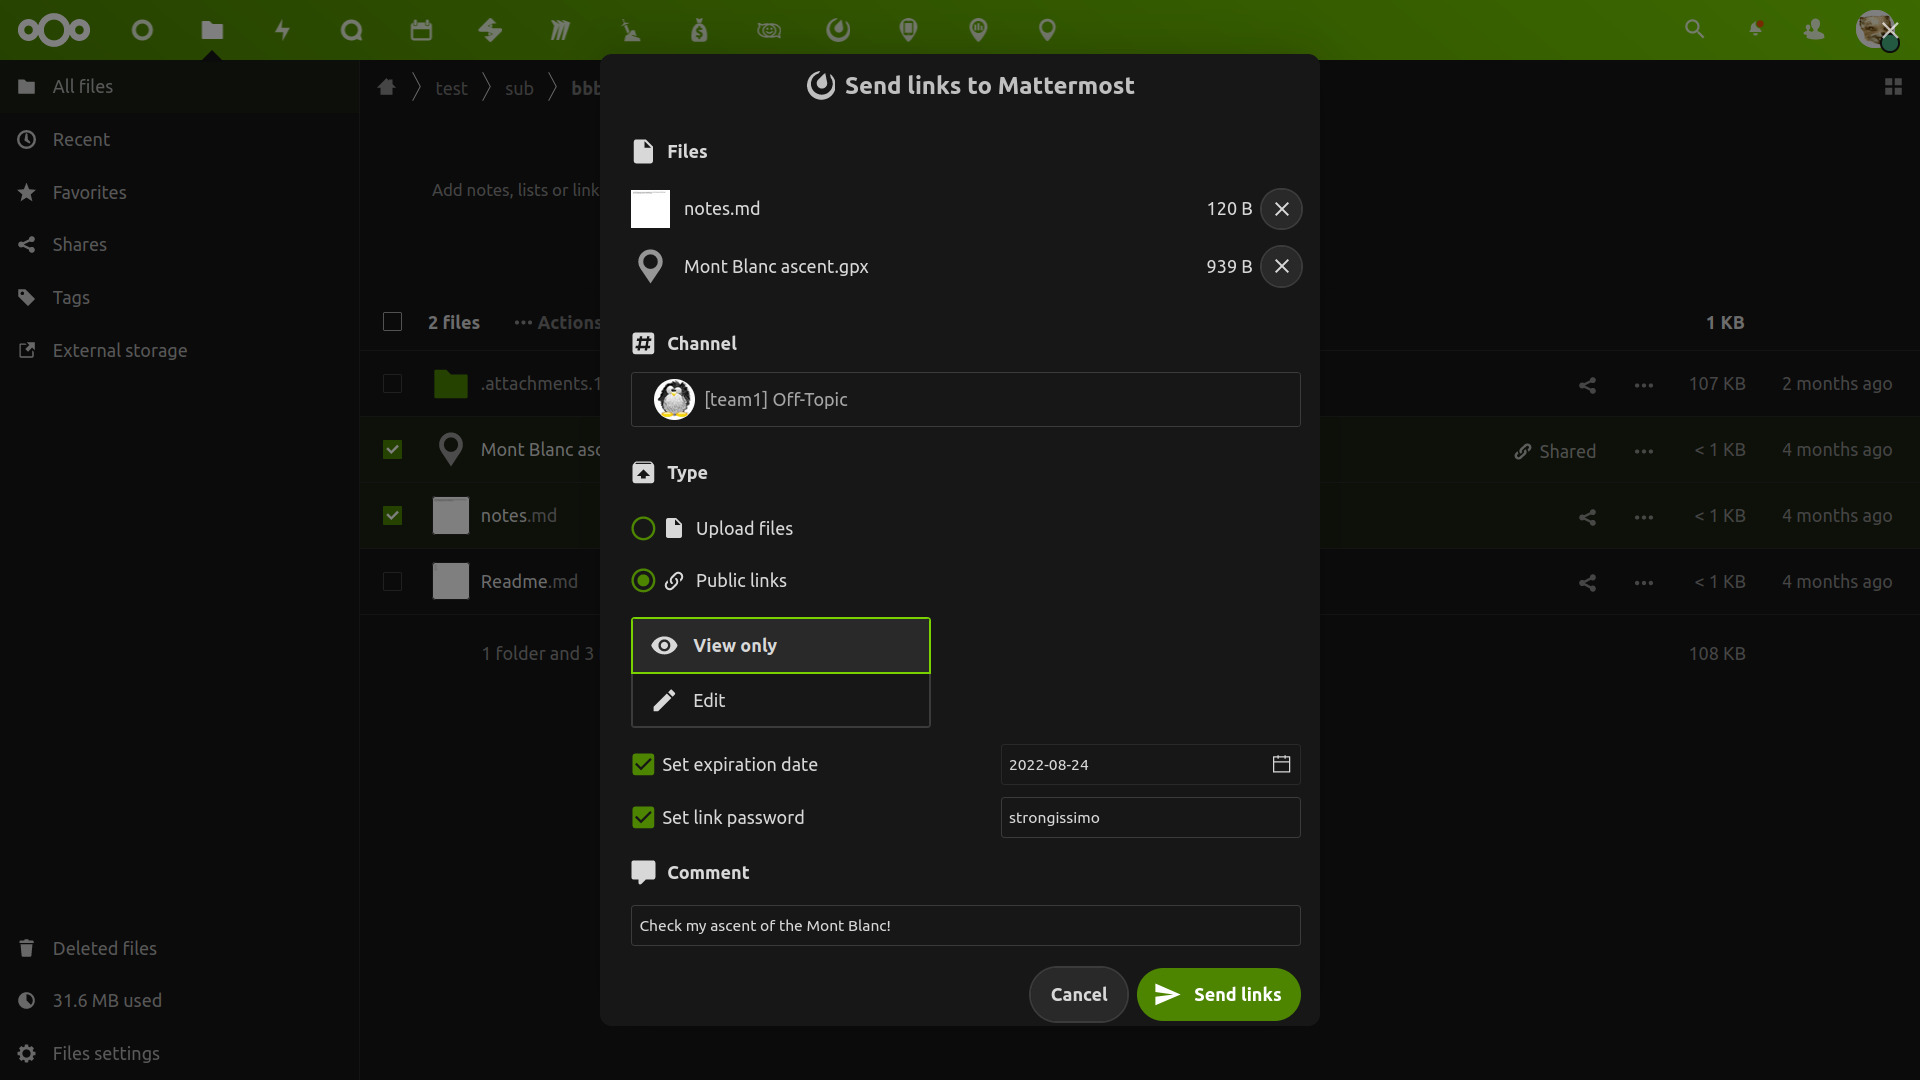 Send links to Mattermost
All files
Recent
Favorites
Shares
Tags
External storage
Deleted files
31.6 MB used
Files settings
test
sub
bbb
Add notes, lists or link
2 files
Actions
1 KB
.attachments.1
107 KB
2 months ago
Mont Blanc asc
Shared
< 1 KB
4 months ago
notes.md
< 1 KB
4 months ago
Readme.md
< 1 KB
4 months ago
1 folder and 3
108 KB
Files
notes.md
120 B
Mont Blanc ascent.gpx
939 B
Channel
[team1] Off-Topic
Type
Upload files
Public links
View only
Edit
Set expiration date
2022-08-24
Set link password
strongissimo
Comment
Check my ascent of the Mont Blanc!
Cancel
Send links